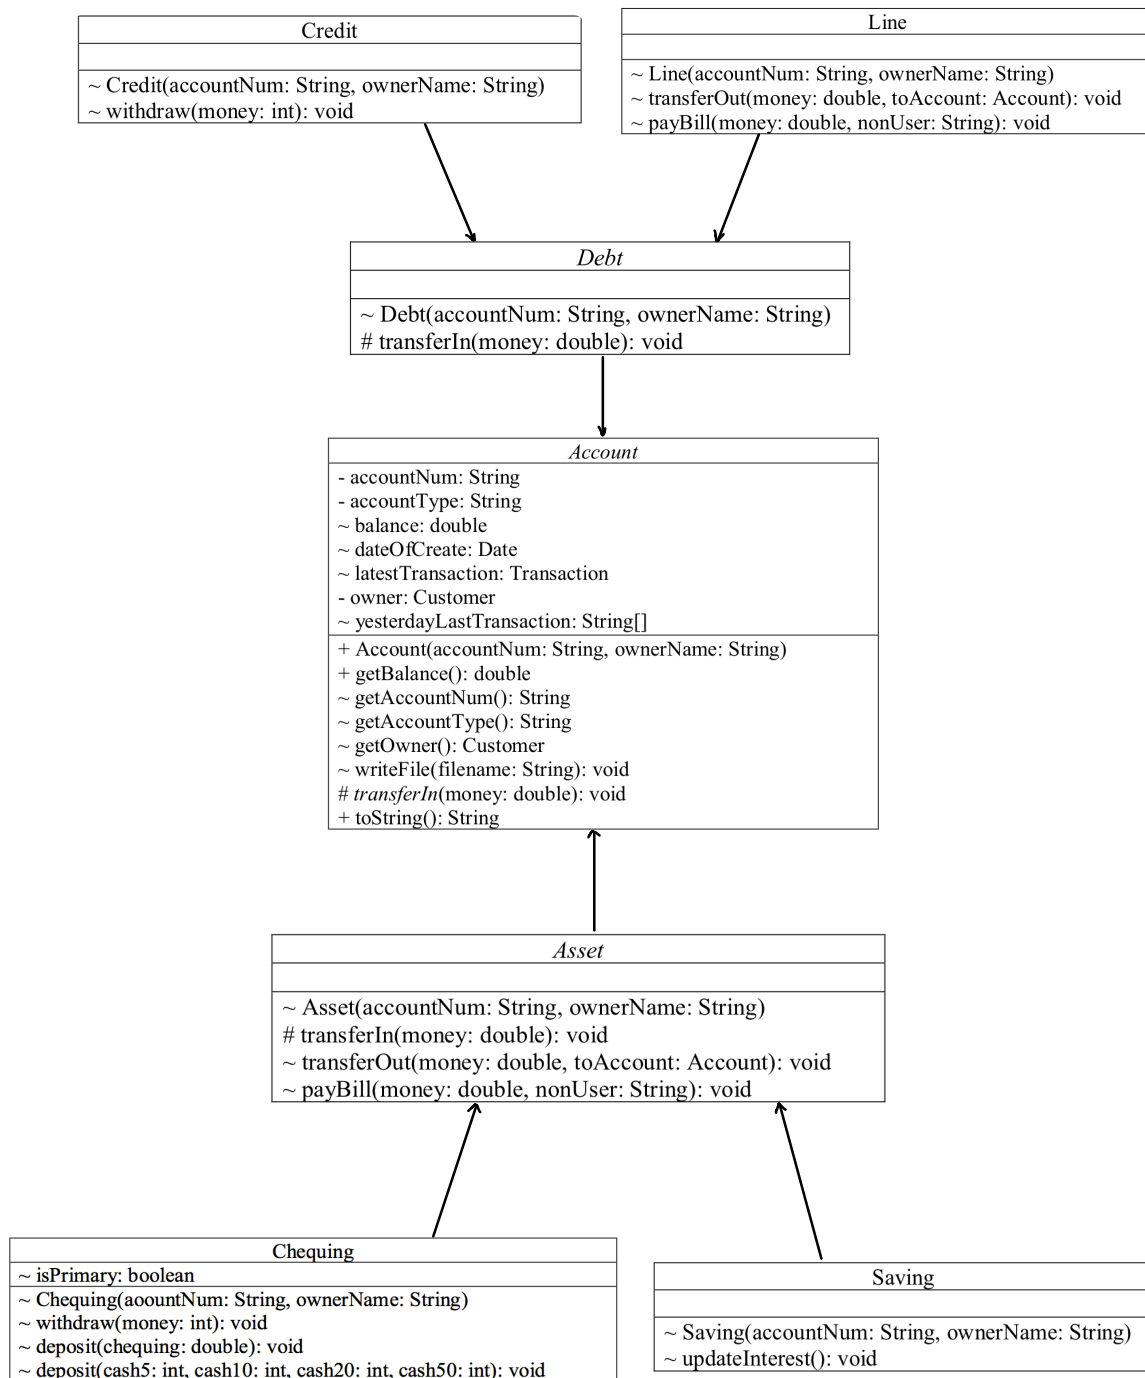 Credit
~ Credit(accountNum: String, ownerName: String)
~ withdraw(money: int): void
Line
~ Line(accountNum: String, ownerName: String)
~ transferOut(money: double, toAccount: Account): void
~ payBill(money: double, nonUser: String): void
Debt
~ Debt(accountNum: String, ownerName: String)
# transferIn(money: double): void
Account
- accountNum: String
- accountType: String
~ balance: double
~ dateOfCreate: Date
~ latestTransaction: Transaction
- owner: Customer
~ yesterdayLastTransaction: String[]
+ Account(accountNum: String, ownerName: String)
+ getBalance(): double
~ getAccountNum(): String
~ getAccountType(): String
~ getOwner(): Customer
~ writeFile(filename: String): void
# transferIn(money: double): void
+ toString(): String
Asset
~ Asset(accountNum: String, ownerName: String)
# transferIn(money: double): void
~ transferOut(money: double, toAccount: Account): void
~ payBill(money: double, nonUser: String): void
Chequing
~ isPrimary: boolean
~ Chequing(aoountNum: String, ownerName: String)
~ withdraw(money: int): void
~ deposit(chequing: double): void
~ deposit(cash5: int, cash10: int, cash20: int, cash50: int): void
Saving
~ Saving(accountNum: String, ownerName: String)
~ updateInterest(): void